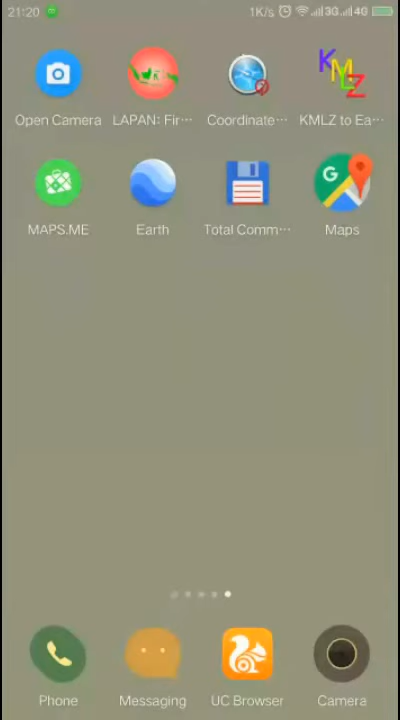 21:20 1K/s 3G 4G
Open Camera LAPAN: Fir··· Coordinate··· KMLZ to Ea···
MAPS.ME Earth Total Comm··· Maps
Phone Messaging UC Browser Camera